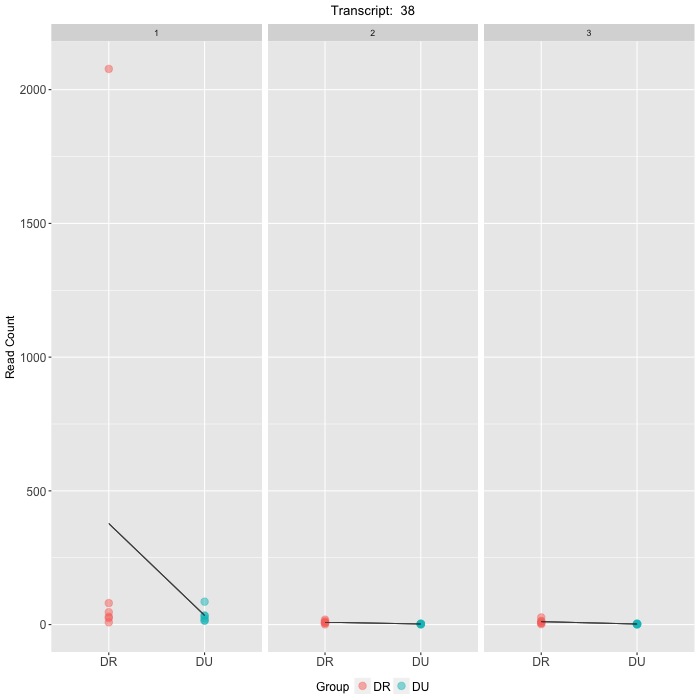 Transcript: 38
1 2 3
2000
1500
1000
500
0
Read Count
DR DU DR DU DR DU
Group DR DU